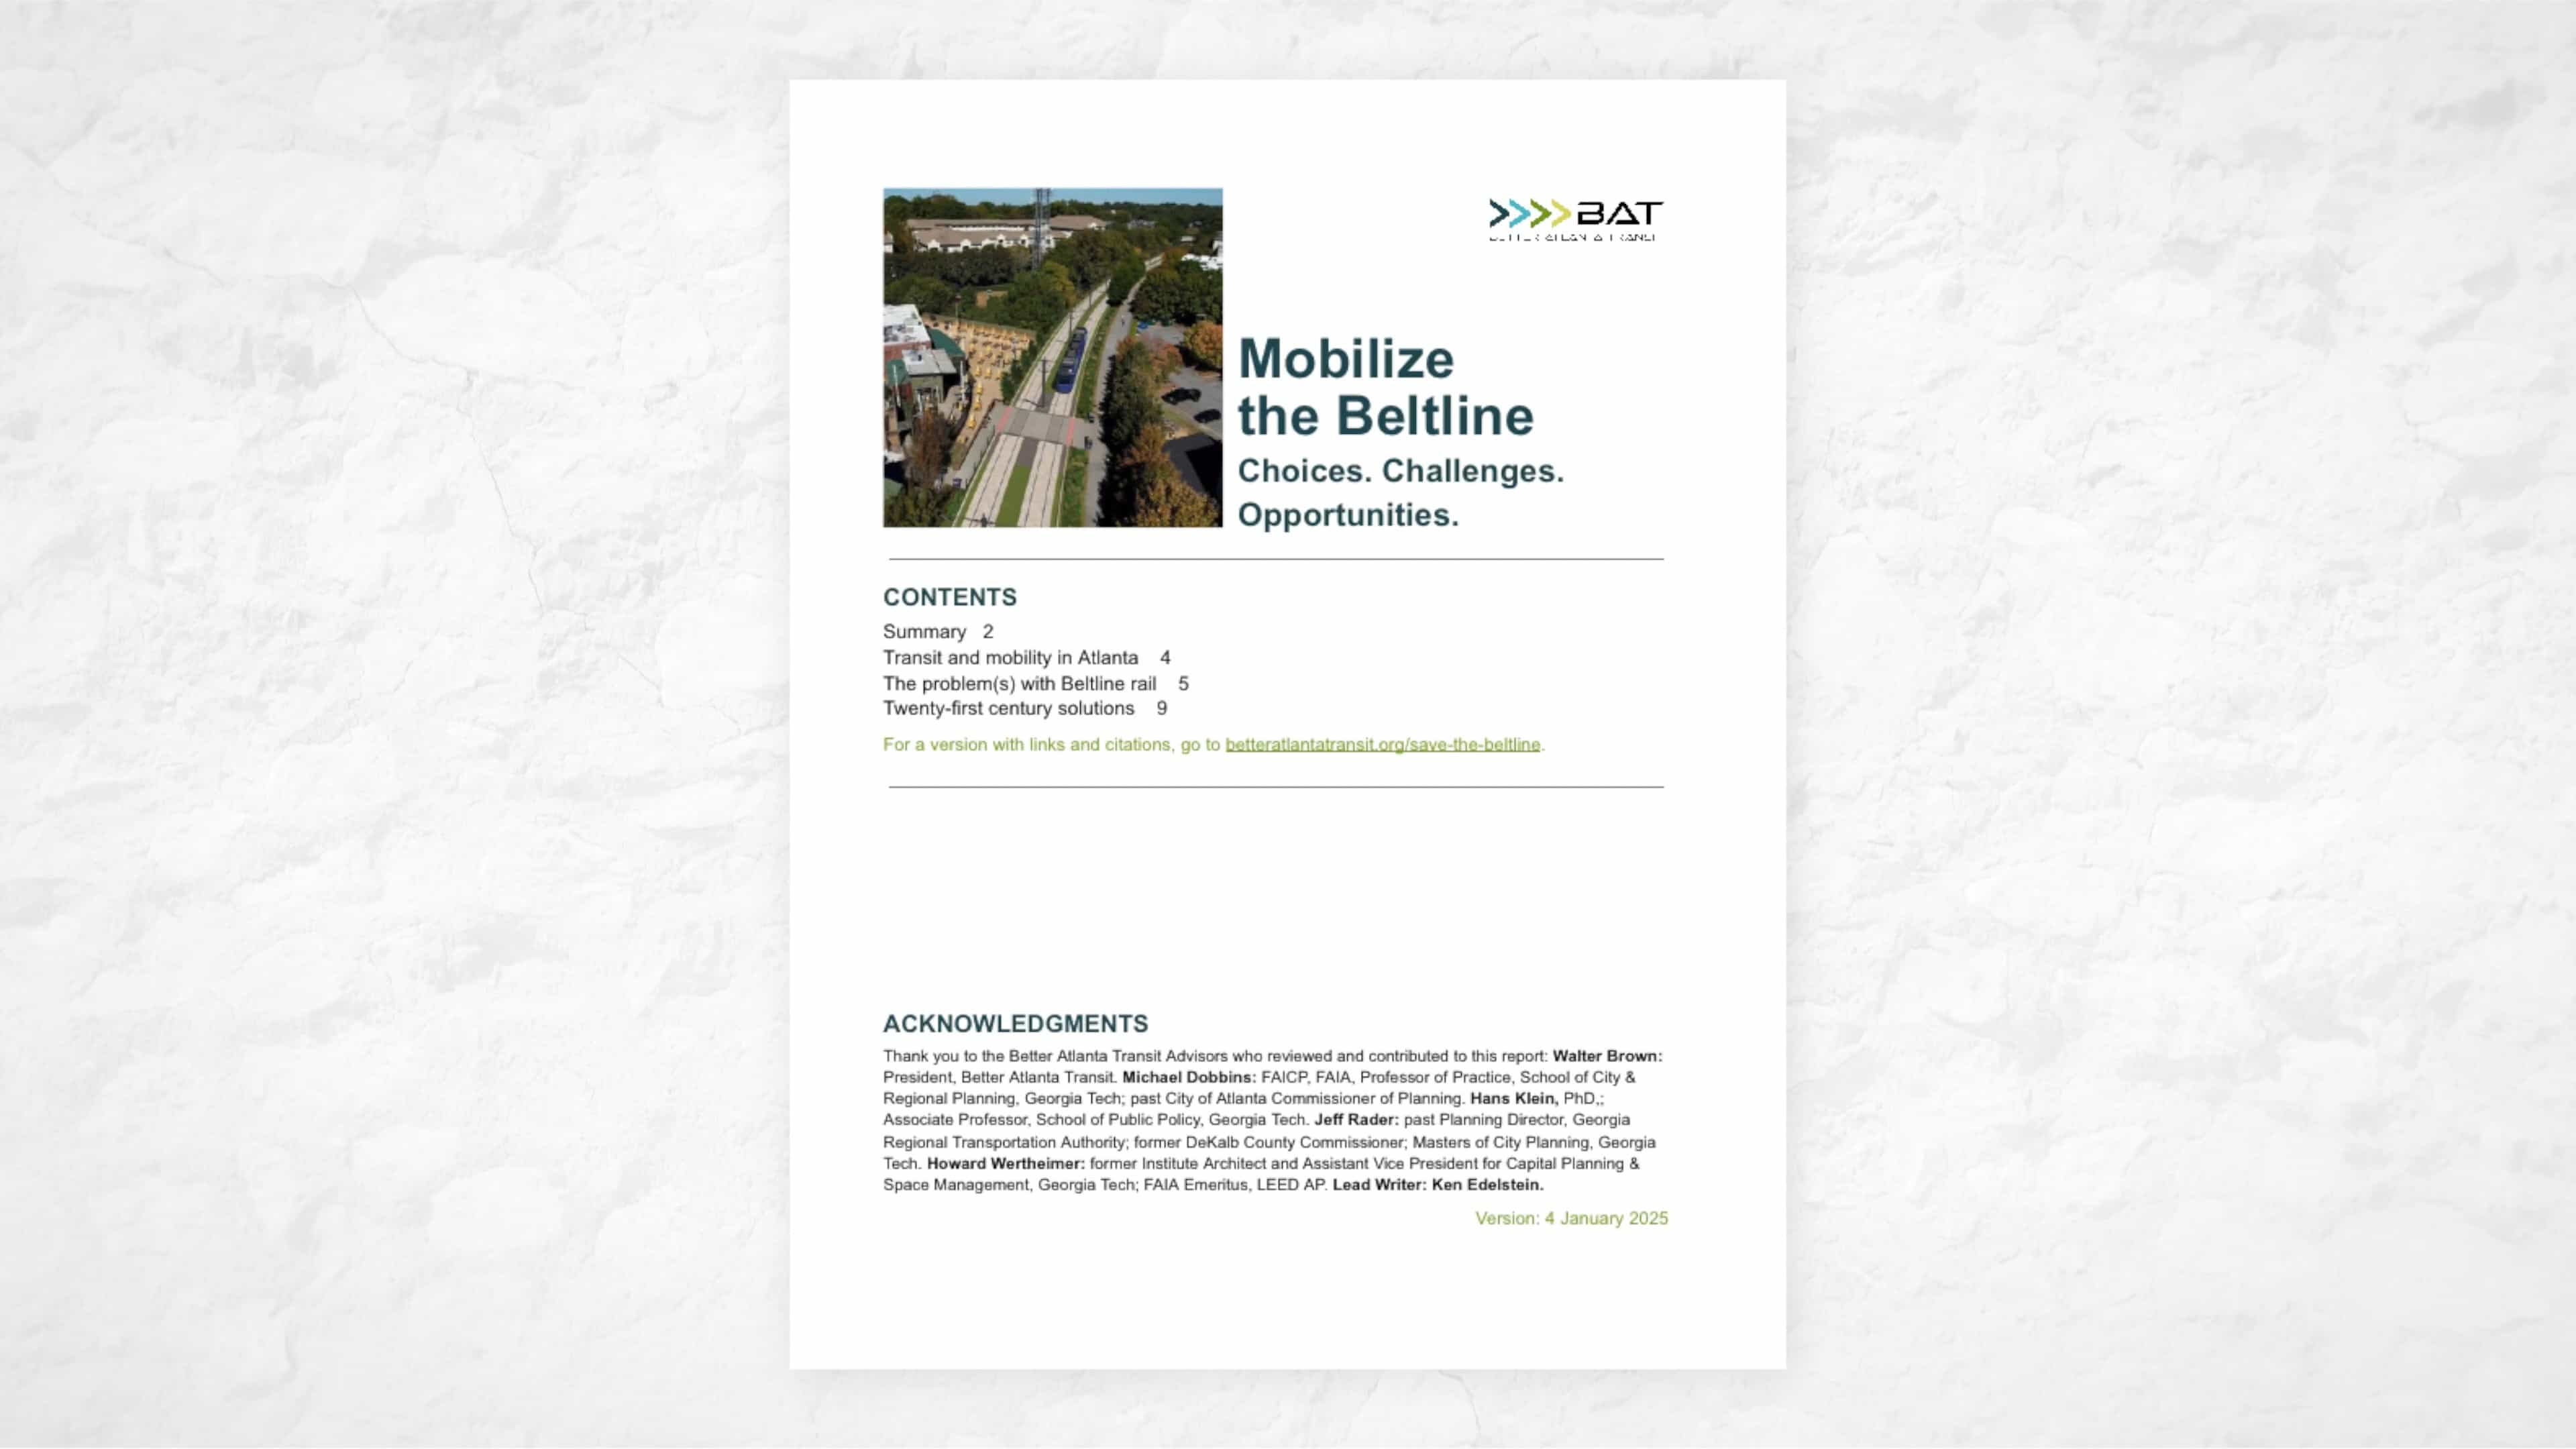 BAT
BETTER ATLANTA TRANSIT
Mobilize
the Beltline
Choices. Challenges.
Opportunities.
CONTENTS
Summary 2
Transit and mobility in Atlanta 4
The problem(s) with Beltline rail 5
Twenty-first century solutions 9
For a version with links and citations, go to betteratlantatransit.org/save-the-beltline.
ACKNOWLEDGMENTS
Thank you to the Better Atlanta Transit Advisors who reviewed and contributed to this report: Walter Brown:
President, Better Atlanta Transit. Michael Dobbins: FAICP, FAIA, Professor of Practice, School of City &
Regional Planning, Georgia Tech; past City of Atlanta Commissioner of Planning. Hans Klein, PhD,;
Associate Professor, School of Public Policy, Georgia Tech. Jeff Rader: past Planning Director, Georgia
Regional Transportation Authority; former DeKalb County Commissioner; Masters of City Planning, Georgia
Tech. Howard Wertheimer: former Institute Architect and Assistant Vice President for Capital Planning &
Space Management, Georgia Tech; FAIA Emeritus, LEED AP. Lead Writer: Ken Edelstein.
Version: 4 January 2025